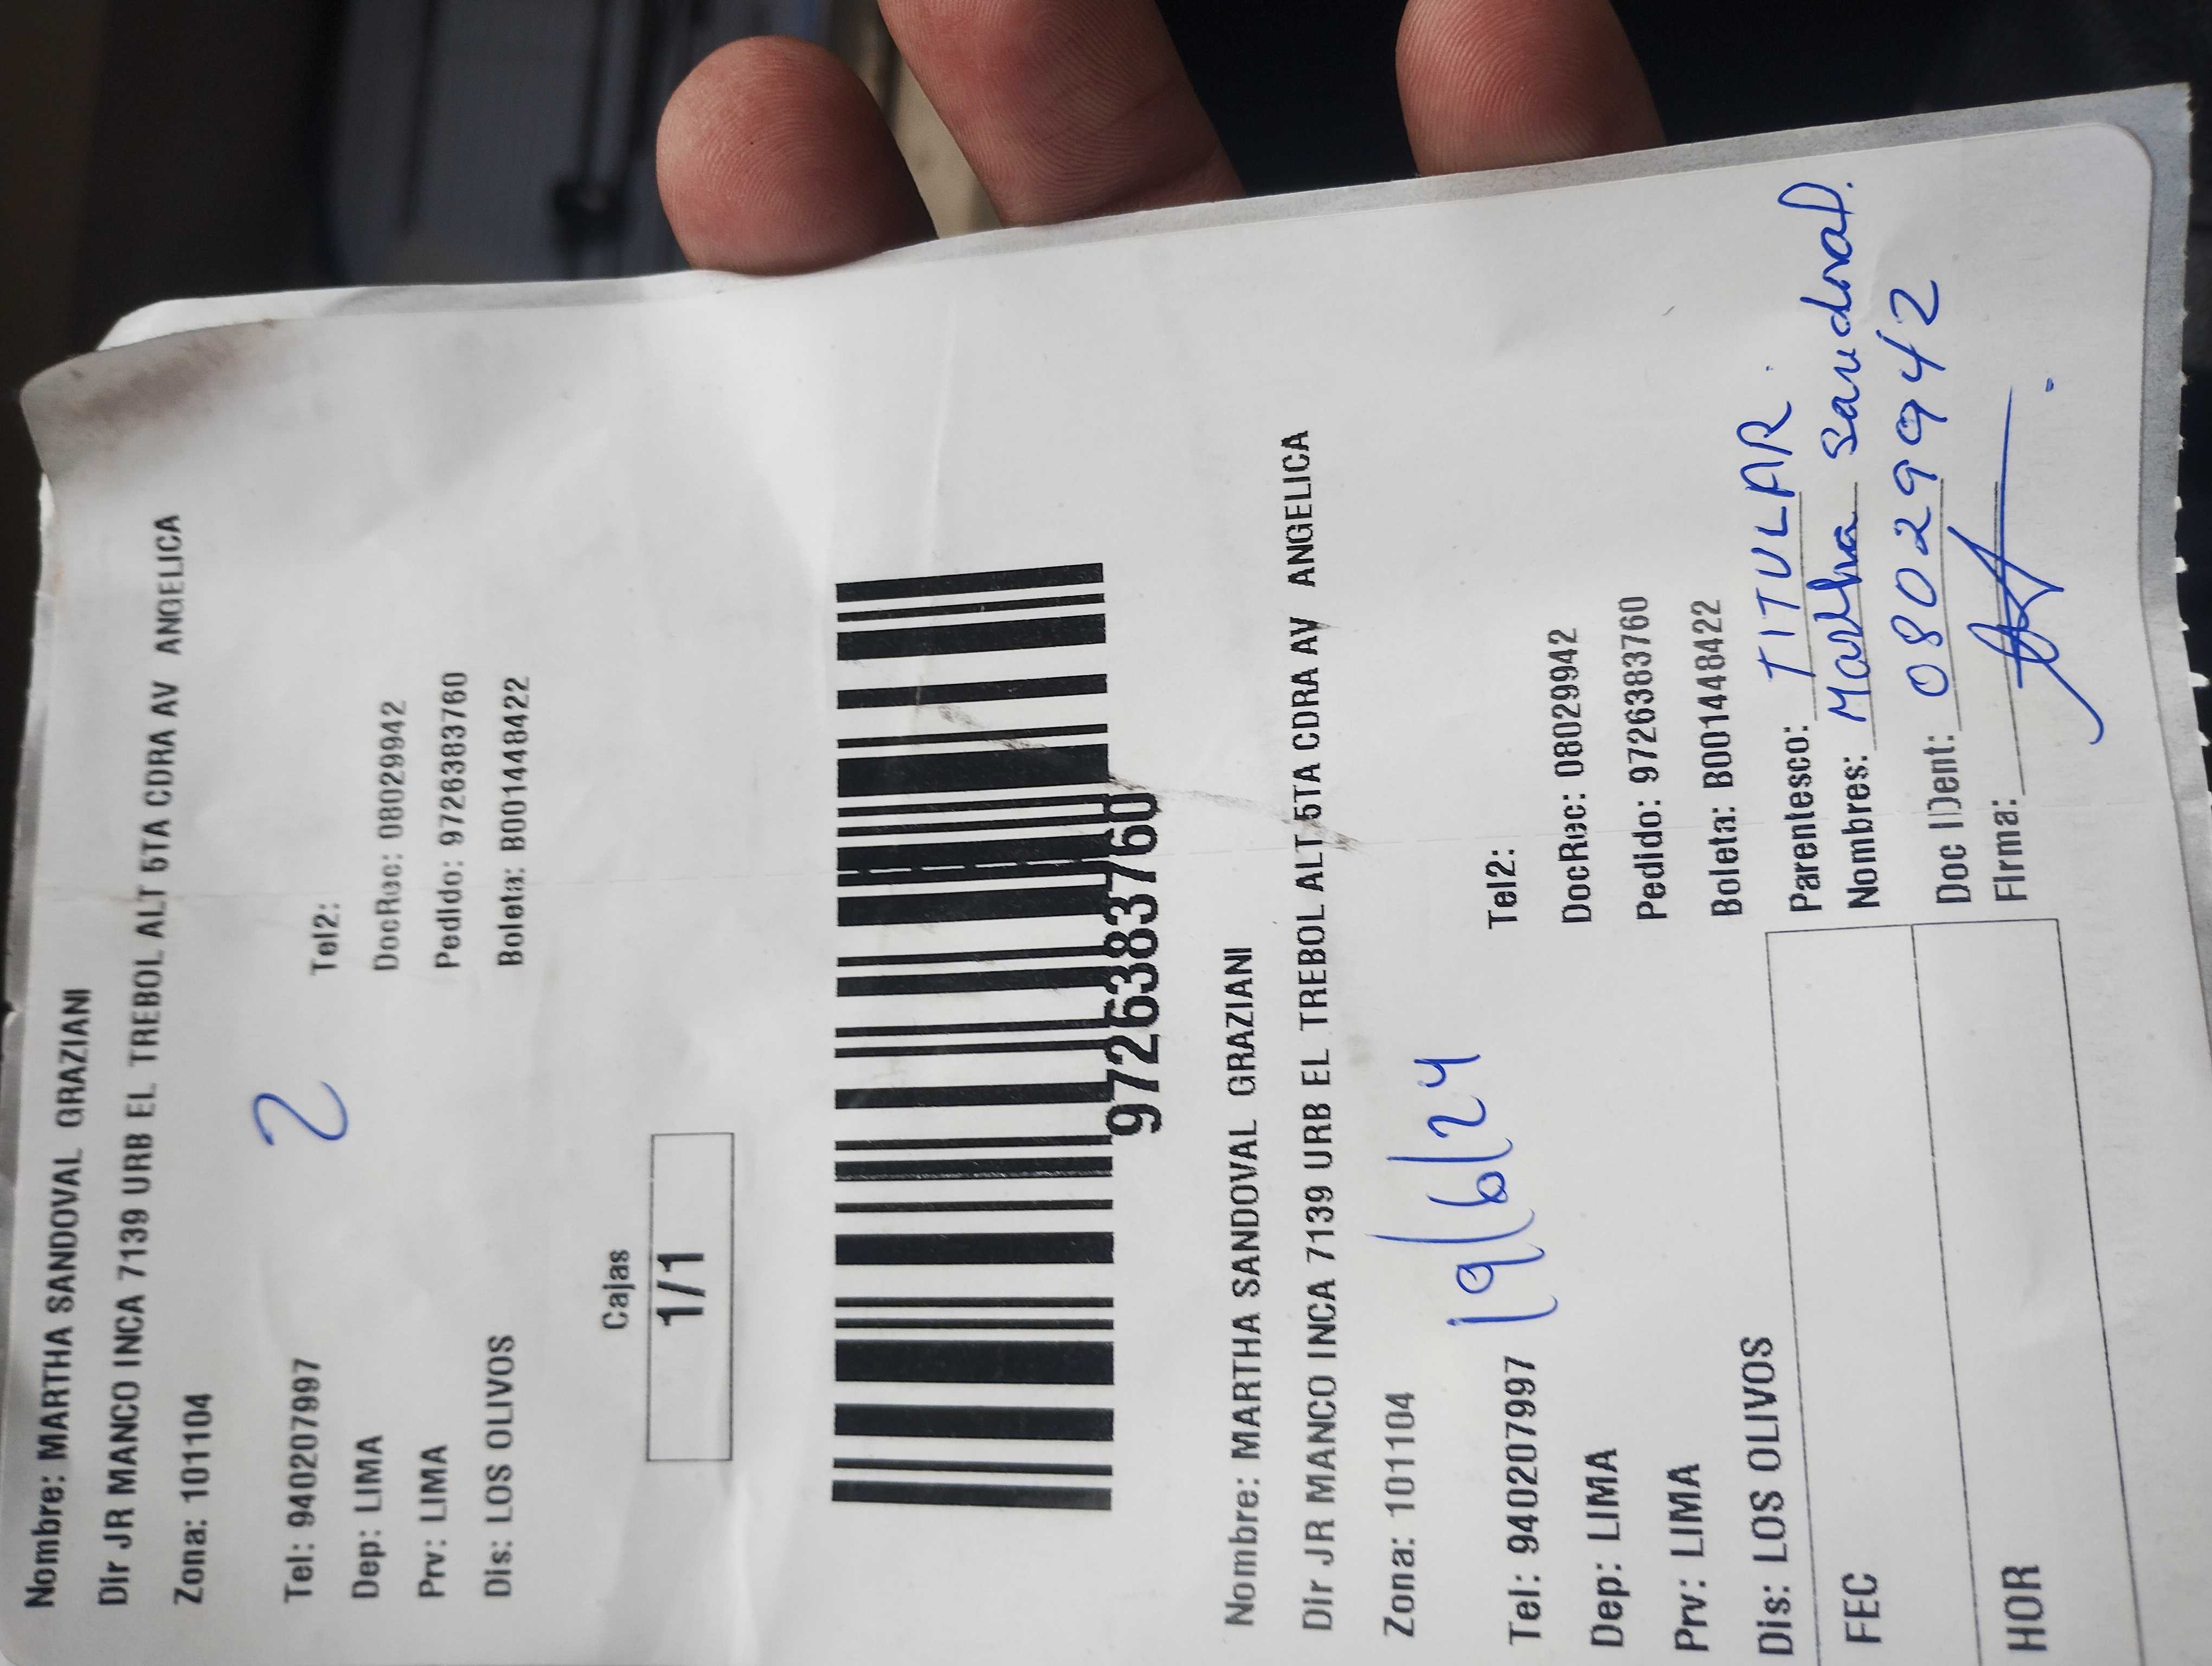 Nombre: MARTHA SANDOVAL GRAZIANI
Dir JR MANCO INCA 7139 URB EL TREBOL ALT 5TA CDRA AV ANGELICA
Zona: 101104
2
Tel: 940207997 Tel2:
Dep: LIMA DocRec: 08029942
Prv: LIMA Pedido: 97263837​60
Dis: LOS OLIVOS Boleta: B001448422
Cajas
1/1
9726383760
Nombre: MARTHA SANDOVAL GRAZIANI
Dir JR MANCO INCA 7139 URB EL TREBOL ALT 5TA CDRA AV ANGELICA
Zona: 101104
19/6/24
Tel: 940207997 Tel2:
Dep: LIMA DocRec: 08029942
Prv: LIMA Pedido: 9726383760
Dis: LOS OLIVOS Boleta: B001448422
FEC Parentesco: TITULAR.
Nombres: Martha Sandoval.
HOR Doc IDent: 08029942
Firma: